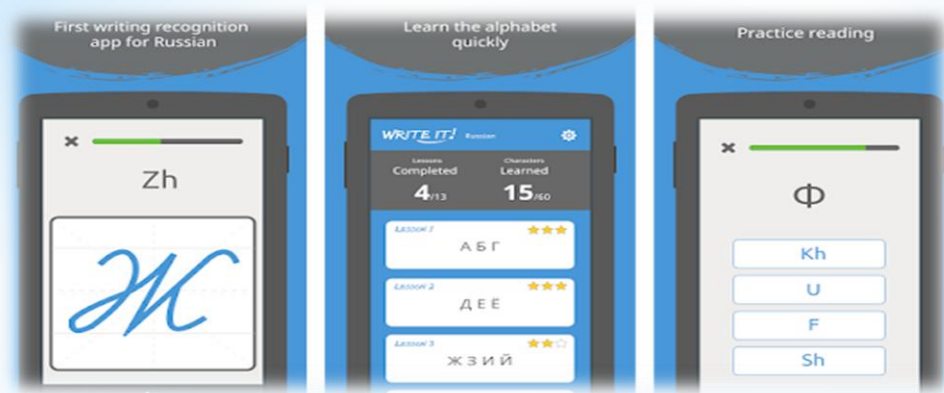 First writing recognition
app for Russian
Zh
Ж
Learn the alphabet
quickly
WRITE IT! Russian
Lessons
Completed
4/13
Characters
Learned
15/60
Lesson 1
А Б Г
Lesson 2
Д Е Ё
Lesson 3
Ж З И Й
Practice reading
Ф
Kh
U
F
Sh